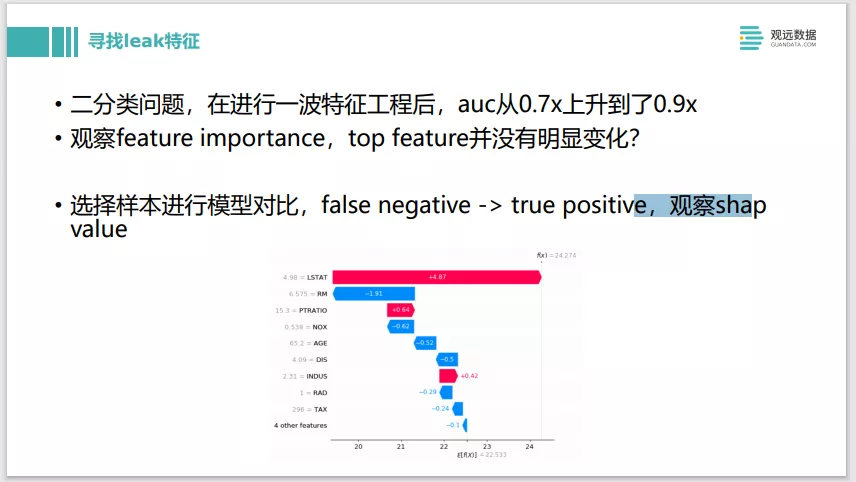 寻找leak特征
观远数据
GUANDATA.COM
• 二分类问题，在进行一波特征工程后，auc从0.7x上升到了0.9x
• 观察feature importance，top feature并没有明显变化？
• 选择样本进行模型对比，false negative -> true positive，观察shap
value
f(x) = 24.274
4.98 = LSTAT +4.87
6.575 = RM −1.91
15.3 = PTRATIO +0.64
0.538 = NOX −0.62
65.2 = AGE −0.52
4.09 = DIS −0.5
2.31 = INDUS +0.42
1 = RAD −0.29
296 = TAX −0.24
4 other features −0.1
20 21 22 23 24
E[f(X)] = 22.533